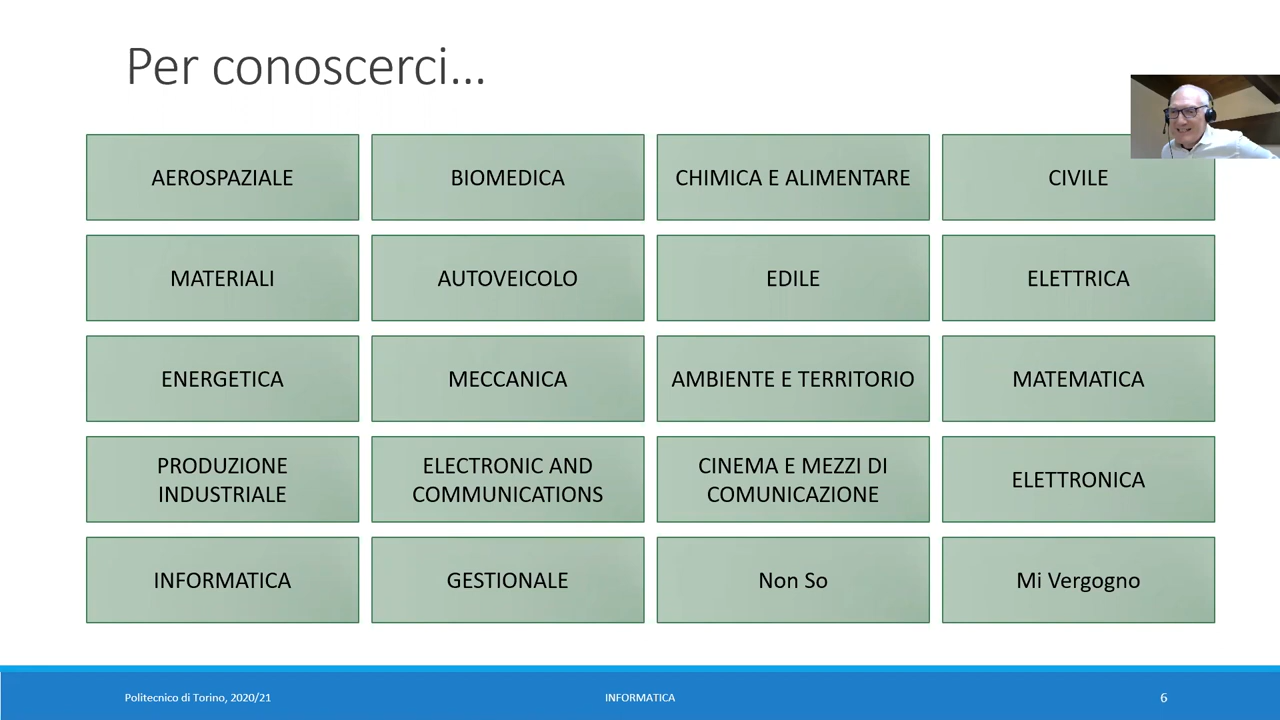 Per conoscerci...
AEROSPAZIALE
BIOMEDICA
CHIMICA E ALIMENTARE
CIVILE
MATERIALI
AUTOVEICOLO
EDILE
ELETTRICA
ENERGETICA
MECCANICA
AMBIENTE E TERRITORIO
MATEMATICA
PRODUZIONE
INDUSTRIALE
ELECTRONIC AND
COMMUNICATIONS
CINEMA E MEZZI DI
COMUNICAZIONE
ELETTRONICA
INFORMATICA
GESTIONALE
Non So
Mi Vergogno
Politecnico di Torino, 2020/21
INFORMATICA
6